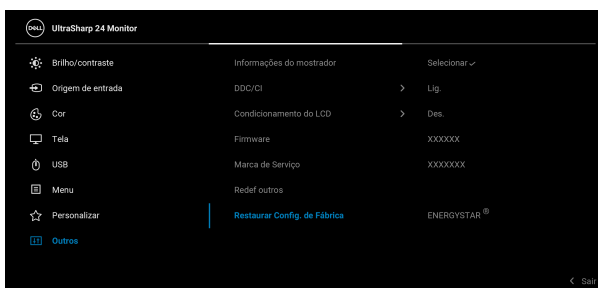 DELL UltraSharp 24 Monitor
Brilho/contraste Informações do mostrador Selecionar
Origem de entrada DDC/CI Lig.
Cor Condicionamento do LCD Des.
Tela Firmware XXXXXX
USB Marca de Serviço XXXXXXX
Menu Redef outros
Personalizar Restaurar Config. de Fábrica ENERGYSTAR ®
Outros
Sair